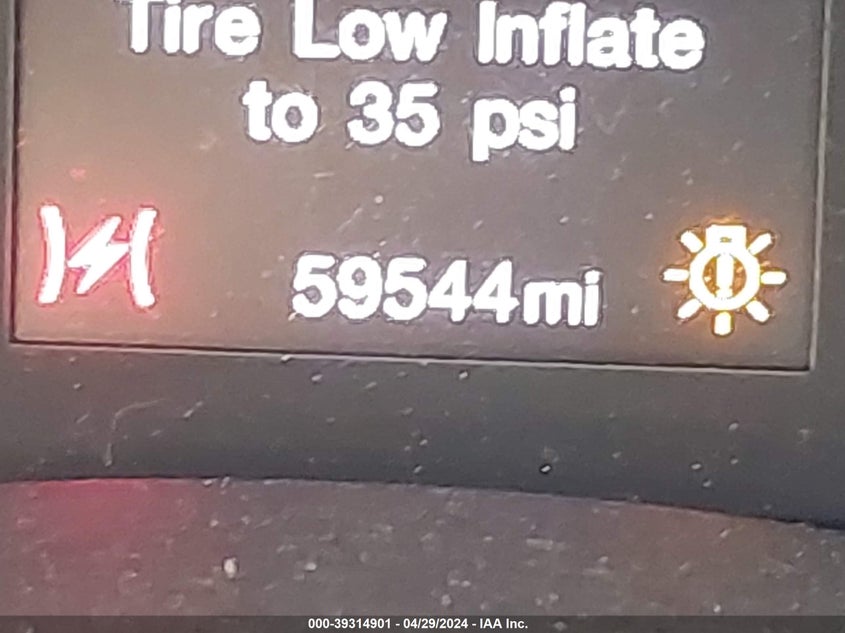 Tire Low Inflate
to 35 psi
59544mi
000-39314901 - 04/29/2024 - IAA Inc.